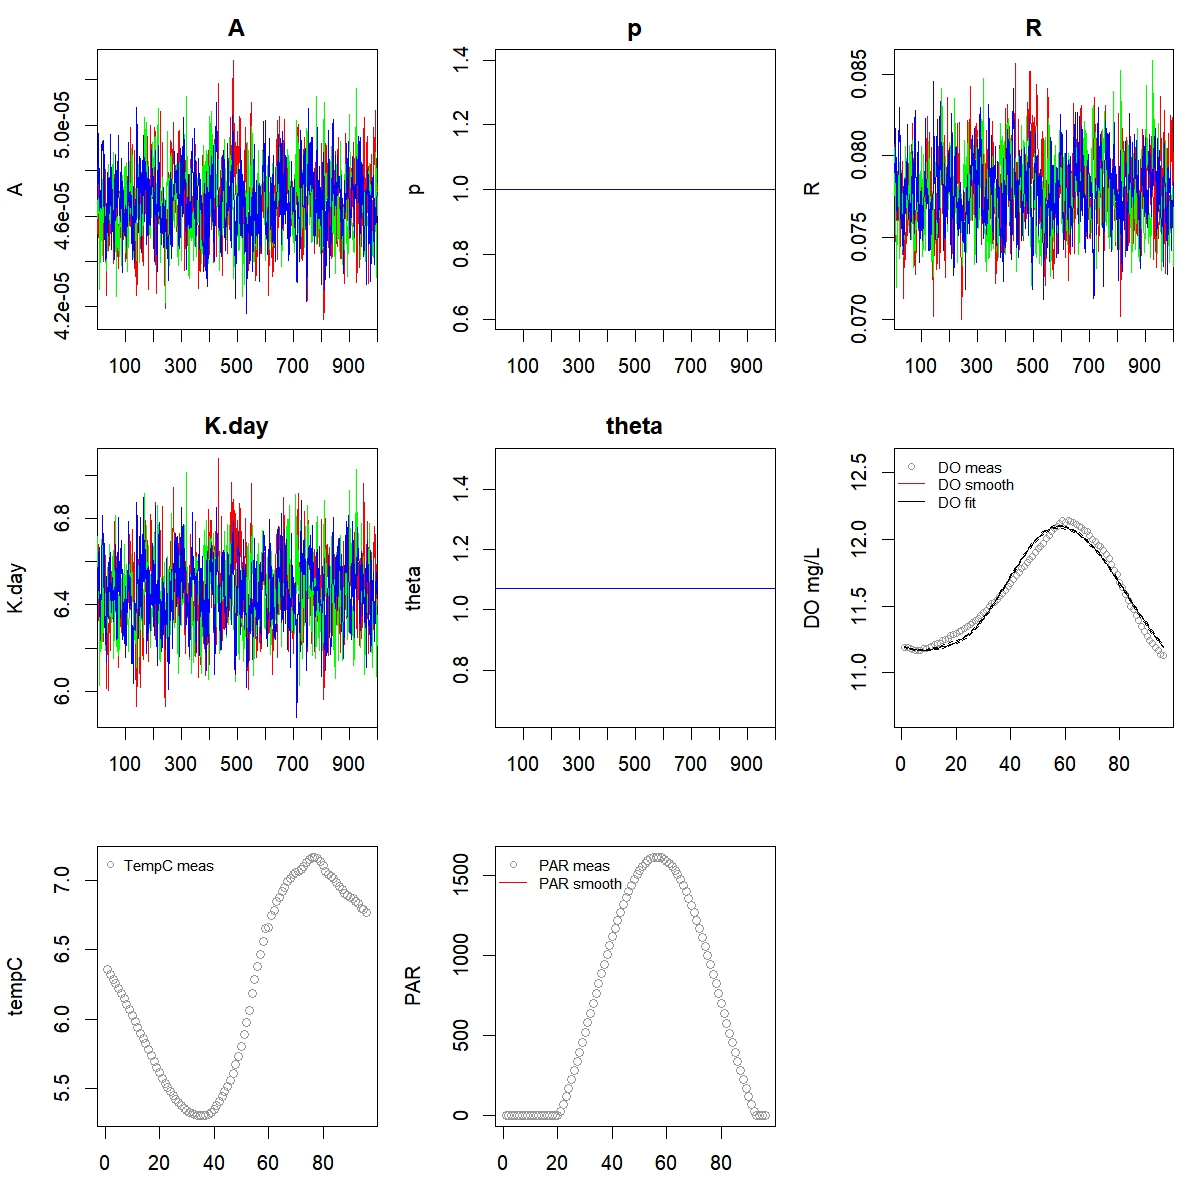 A
A
5.0e-05
4.6e-05
4.2e-05
100 300 500 700 900
p
p
1.4
1.2
1.0
0.8
0.6
100 300 500 700 900
R
R
0.085
0.080
0.075
0.070
100 300 500 700 900
K.day
K.day
6.8
6.4
6.0
100 300 500 700 900
theta
theta
1.4
1.2
1.0
0.8
100 300 500 700 900
DO meas
DO smooth
DO fit
DO mg/L
12.5
12.0
11.5
11.0
0 20 40 60 80
TempC meas
tempC
7.0
6.5
6.0
5.5
0 20 40 60 80
PAR meas
PAR smooth
PAR
1500
1000
500
0
0 20 40 60 80